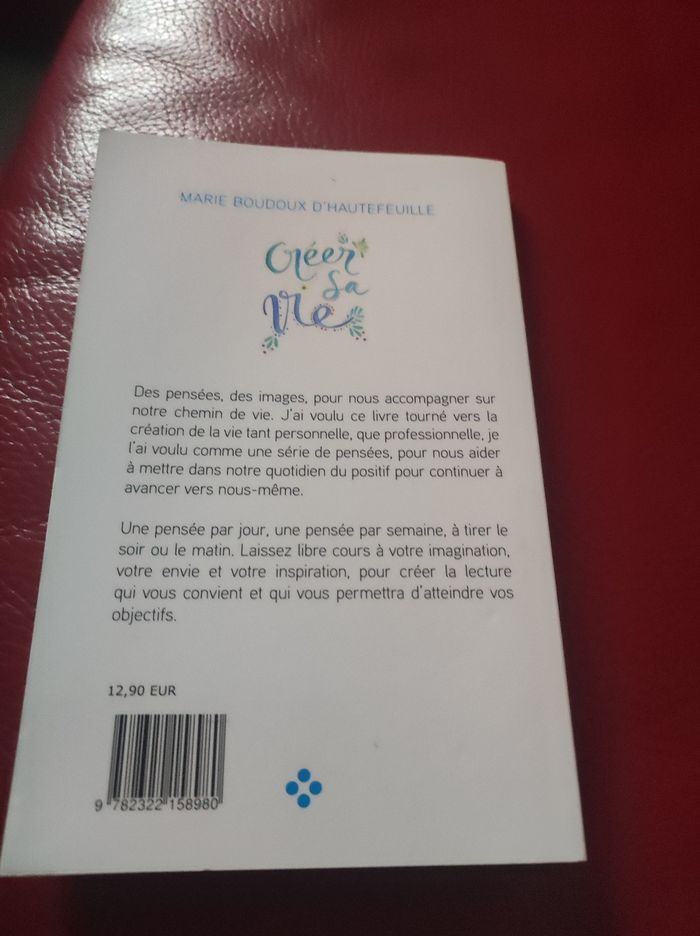 MARIE BOUDOUX D'HAUTEFEUILLE
Créer
sa
vie
Des pensées, des images, pour nous accompagner sur
notre chemin de vie. J'ai voulu ce livre tourné vers la
création de la vie tant personnelle, que professionnelle, je
l'ai voulu comme une série de pensées, pour nous aider
à mettre dans notre quotidien du positif pour continuer à
avancer vers nous-même.
Une pensée par jour, une pensée par semaine, à tirer le
soir ou le matin. Laissez libre cours à votre imagination,
votre envie et votre inspiration, pour créer la lecture
qui vous convient et qui vous permettra d'atteindre vos
objectifs.
12,90 EUR
9 782322 158980